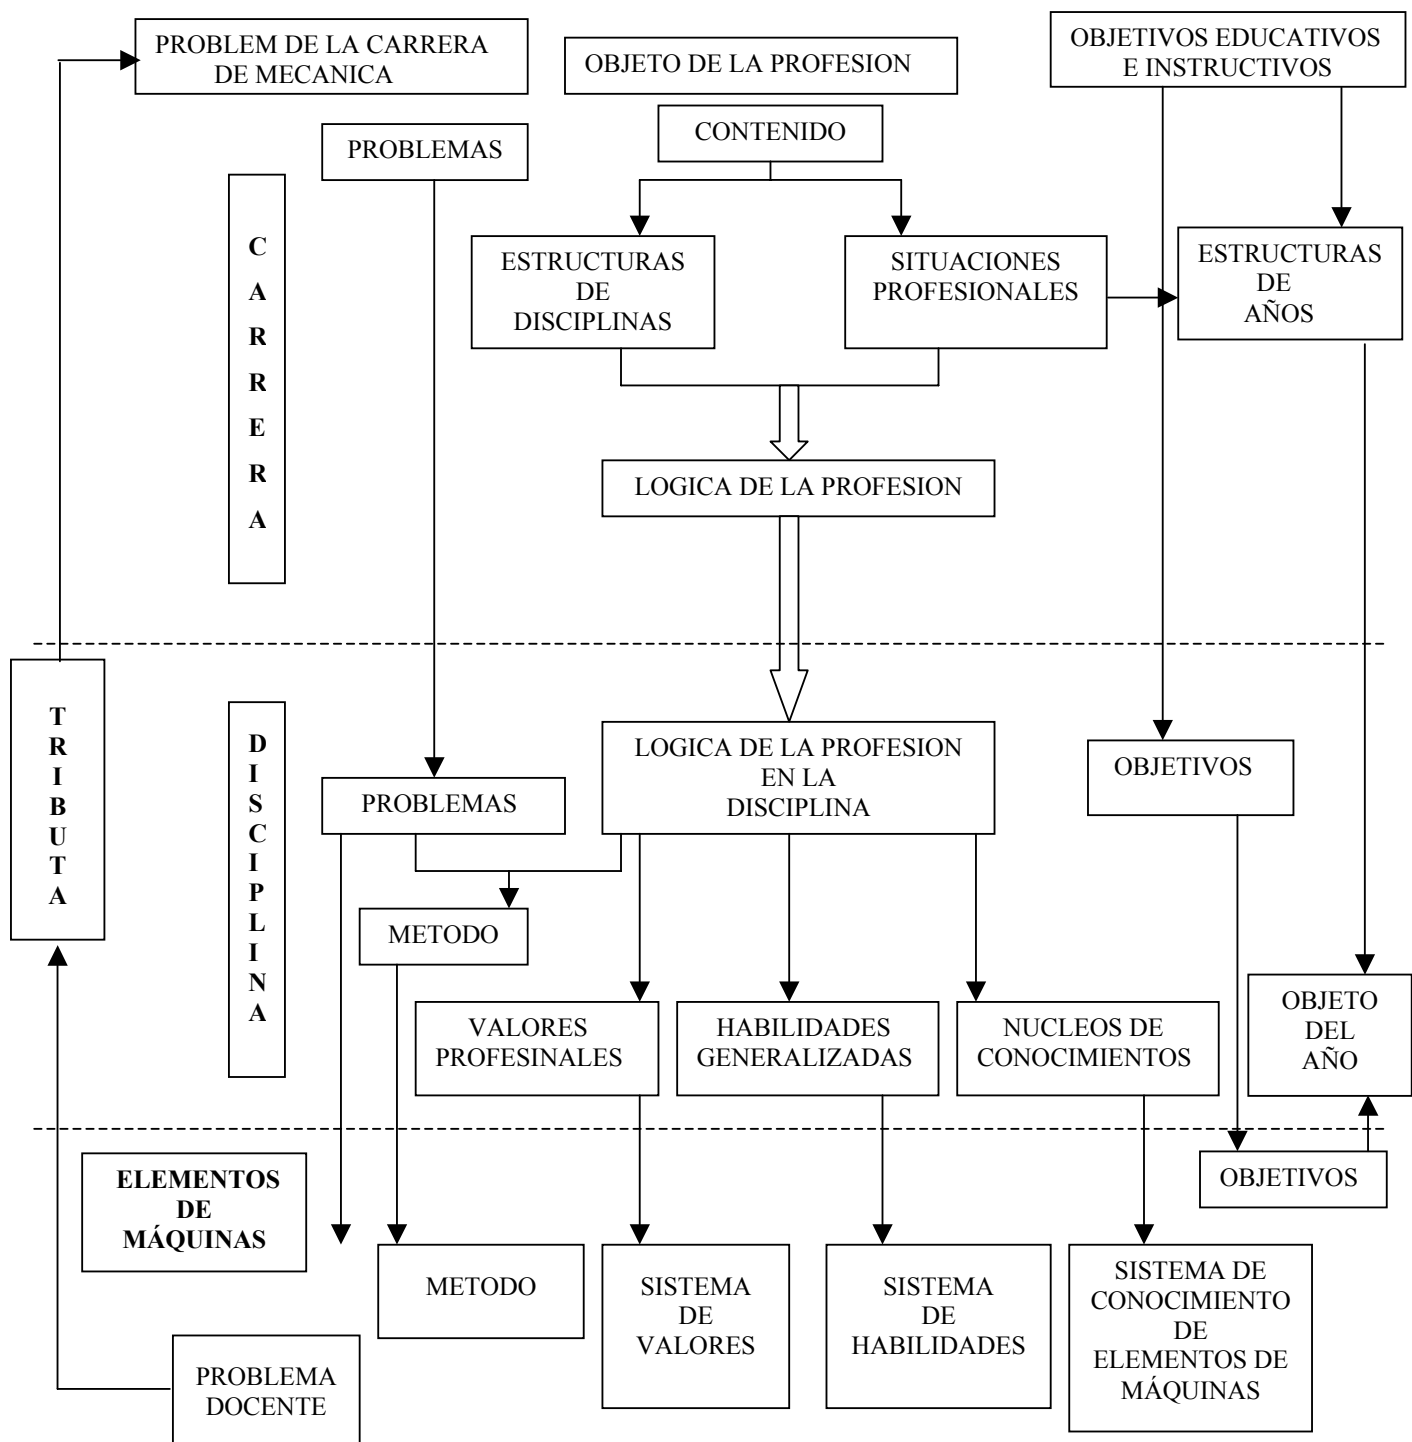 PROBLEM DE LA CARRERA
DE MECANICA
OBJETO DE LA PROFESION
OBJETIVOS EDUCATIVOS
E INSTRUCTIVOS
CONTENIDO
PROBLEMAS
C
A
R
R
E
R
A
ESTRUCTURAS
DE
DISCIPLINAS
SITUACIONES
PROFESIONALES
ESTRUCTURAS
DE
AÑOS
LOGICA DE LA PROFESION
T
R
I
B
U
T
A
D
I
S
C
I
P
L
I
N
A
PROBLEMAS
LOGICA DE LA PROFESION
EN LA
DISCIPLINA
OBJETIVOS
METODO
VALORES
PROFESINALES
HABILIDADES
GENERALIZADAS
NUCLEOS DE
CONOCIMIENTOS
OBJETO
DEL
AÑO
ELEMENTOS
DE
MÁQUINAS
OBJETIVOS
METODO
SISTEMA
DE
VALORES
SISTEMA
DE
HABILIDADES
SISTEMA DE
CONOCIMIENTO
DE
ELEMENTOS DE
MÁQUINAS
PROBLEMA
DOCENTE